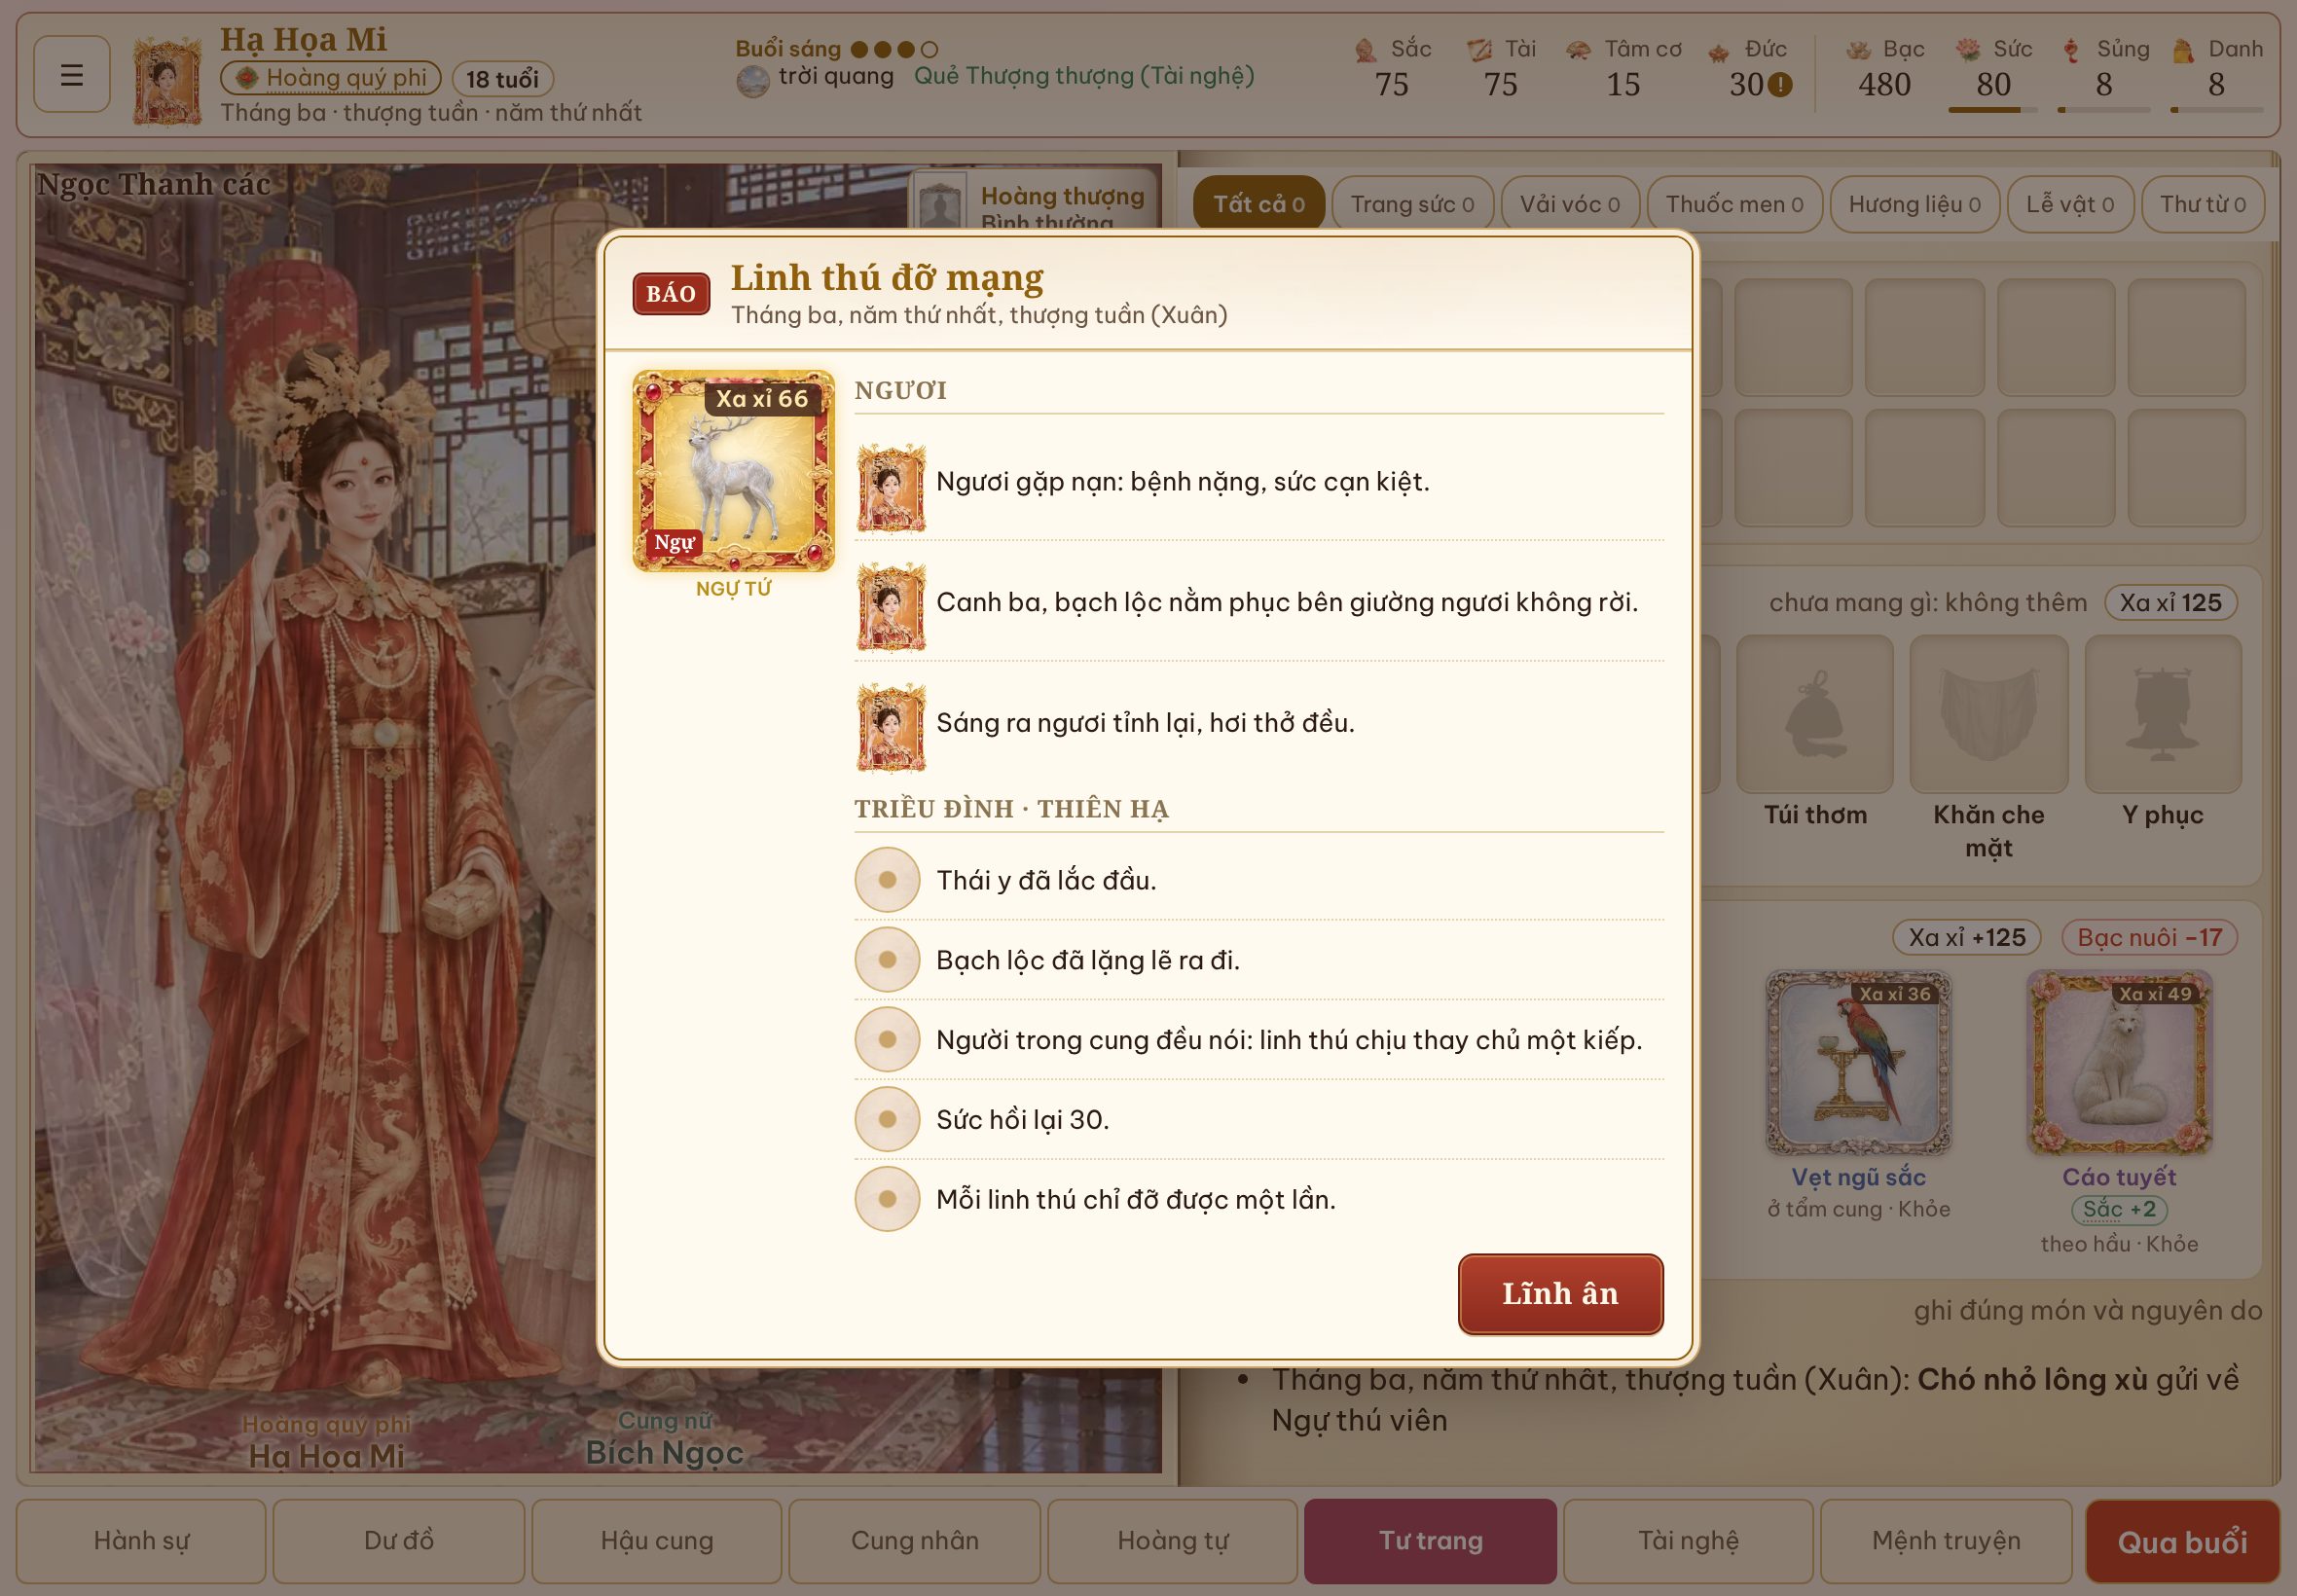 ☰
Hạ Họa Mi
Hoàng quý phi
18 tuổi
Tháng ba · thượng tuần · năm thứ nhất
Buổi sáng
trời quang
Quẻ Thượng thượng (Tài nghệ)
Sắc
75
Tài
75
Tâm cơ
15
Đức
30 !
Bạc
480
Sức
80
Sủng
8
Danh
8
Ngọc Thanh các
Hoàng thượng
Bình thường
Tất cả 0
Trang sức 0
Vải vóc 0
Thuốc men 0
Hương liệu 0
Lễ vật 0
Thư từ 0
BÁO
Linh thú đỡ mạng
Tháng ba, năm thứ nhất, thượng tuần (Xuân)
Xa xỉ 66
Ngự
NGỰ TỨ
NGƯƠI
Ngươi gặp nạn: bệnh nặng, sức cạn kiệt.
Canh ba, bạch lộc nằm phục bên giường ngươi không rời.
Sáng ra ngươi tỉnh lại, hơi thở đều.
TRIỀU ĐÌNH · THIÊN HẠ
Thái y đã lắc đầu.
Bạch lộc đã lặng lẽ ra đi.
Người trong cung đều nói: linh thú chịu thay chủ một kiếp.
Sức hồi lại 30.
Mỗi linh thú chỉ đỡ được một lần.
Lĩnh ân
chưa mang gì: không thêm
Xa xỉ 125
Túi thơm
Khăn che
mặt
Y phục
Xa xỉ +125
Bạc nuôi −17
Xa xỉ 36
Vẹt ngũ sắc
ở tẩm cung · Khỏe
Xa xỉ 49
Cáo tuyết
Sắc +2
theo hầu · Khỏe
ghi đúng món và nguyên do
• Tháng ba, năm thứ nhất, thượng tuần (Xuân): Chó nhỏ lông xù gửi về
Ngự thú viên
Hoàng quý phi
Hạ Họa Mi
Cung nữ
Bích Ngọc
Hành sự
Dư đồ
Hậu cung
Cung nhân
Hoàng tự
Tư trang
Tài nghệ
Mệnh truyện
Qua buổi